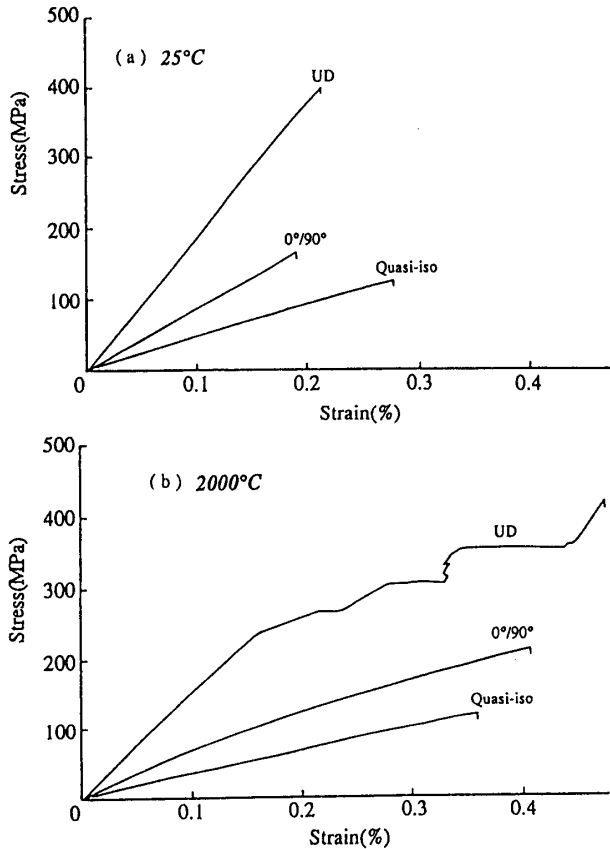 500
(a) 25°C
UD
400
Stress(MPa)
300
200
0°/90°
Quasi-iso
100
0
0.1
0.2
0.3
0.4
Strain(%)
500
(b) 2000°C
UD
400
Stress(MPa)
300
0°/90°
200
Quasi-iso
100
0
0.1
0.2
0.3
0.4
Strain(%)